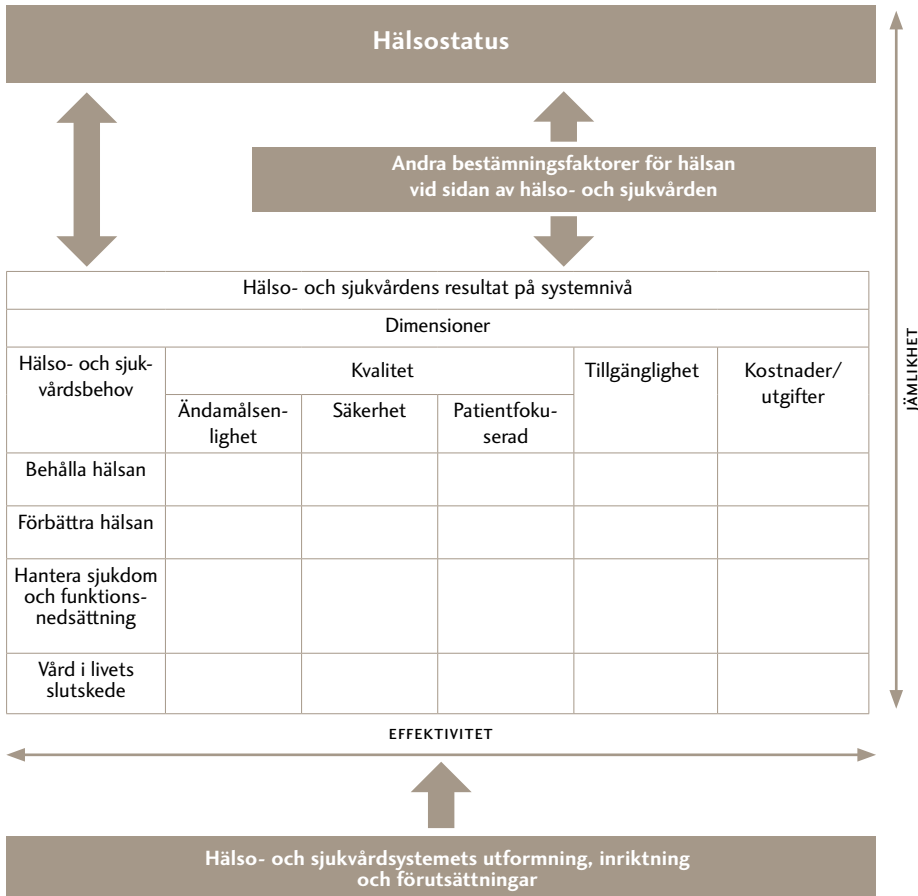 Hälsostatus
Andra bestämningsfaktorer för hälsan
vid sidan av hälso- och sjukvården
Hälso- och sjukvårdens resultat på systemnivå
Dimensioner
Hälso- och sjuk-
vårdsbehov
Kvalitet
Tillgänglighet
Kostnader/
utgifter
Ändamålsen-
lighet
Säkerhet
Patientfoku-
serad
Behålla hälsan
Förbättra hälsan
Hantera sjukdom
och funktions-
nedsättning
Vård i livets
slutskede
JÄMLIKHET
EFFEKTIVITET
Hälso- och sjukvårdsystemets utformning, inriktning
och förutsättningar